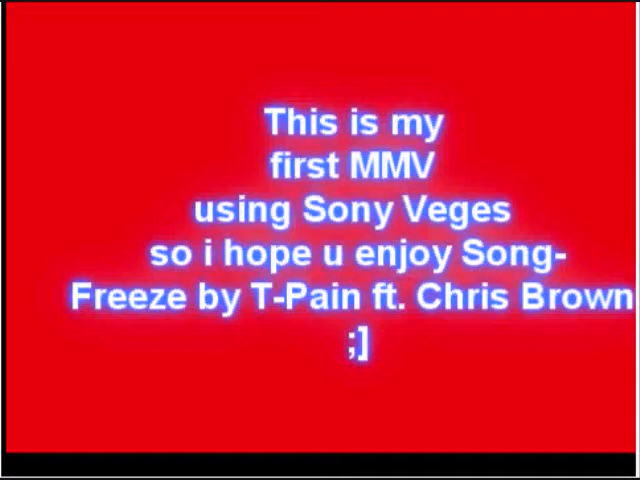 This is my
first MMV
using Sony Veges
so i hope u enjoy Song-
Freeze by T-Pain ft. Chris Brown
;]